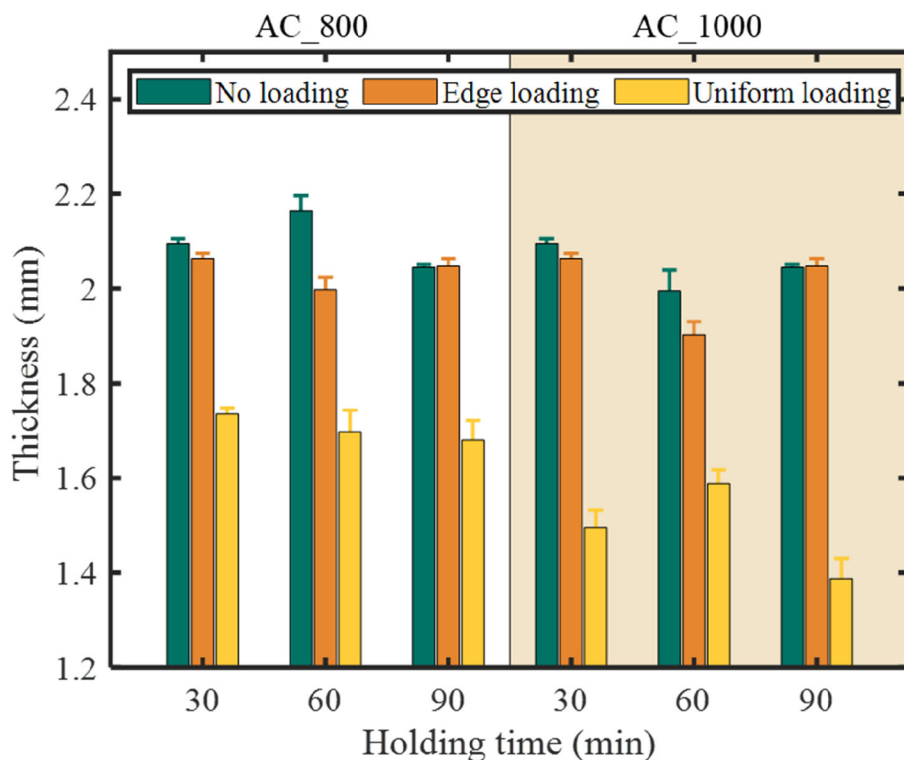 AC_800 AC_1000
No loading Edge loading Uniform loading
2.4
2.2
2
1.8
1.6
1.4
1.2
Thickness (mm)
30 60 90 30 60 90
Holding time (min)